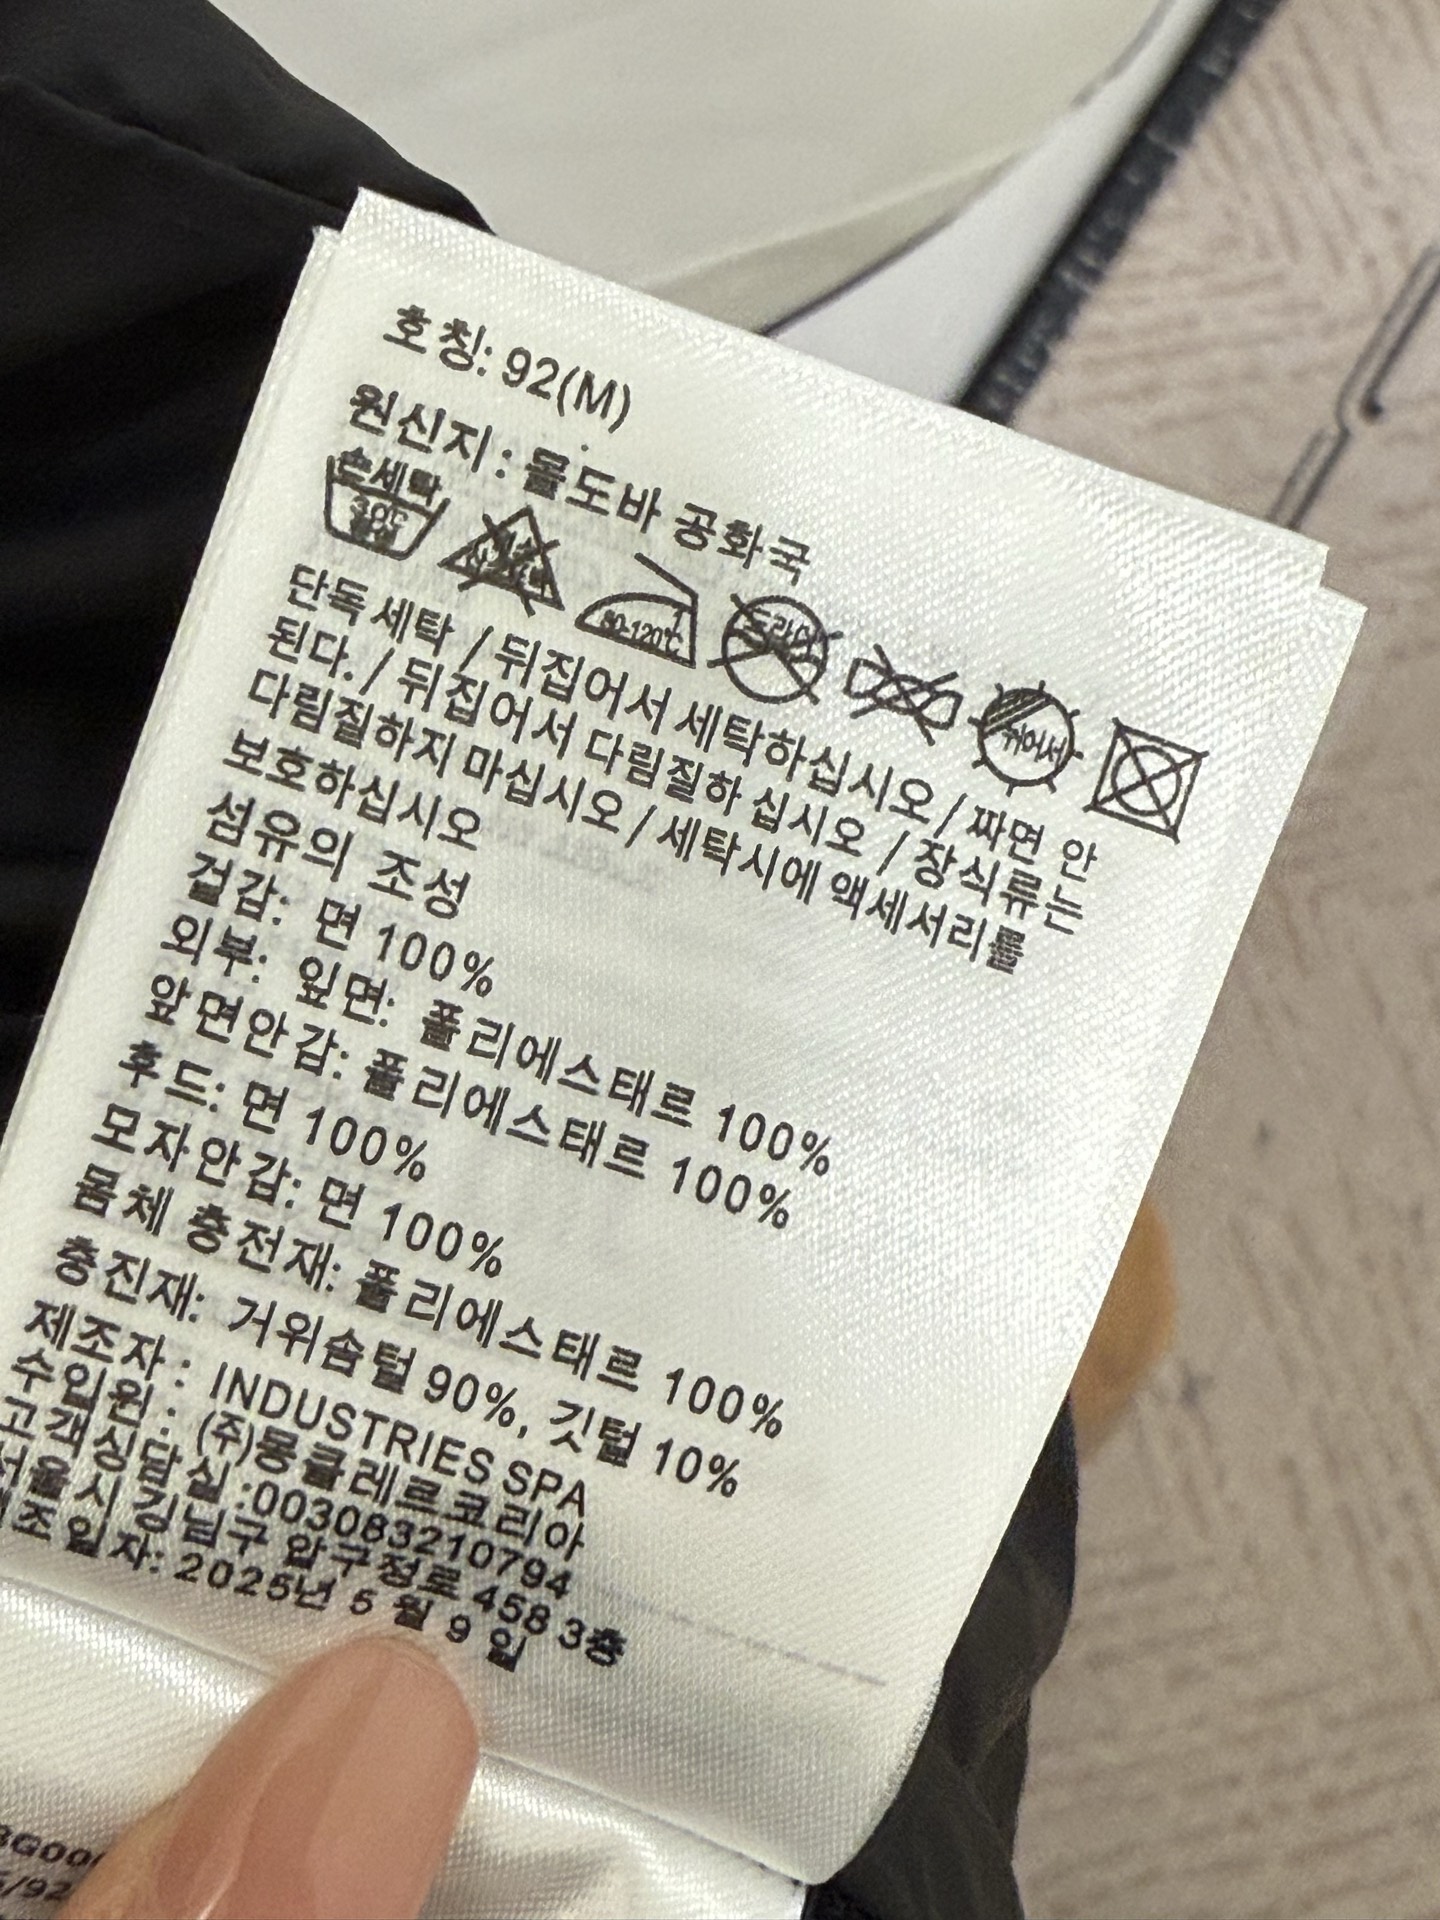 호칭: 92(M)
원신지 : 몰도바 공화국
손세탁
30℃
80-120℃
드라이
뉘어서
단독 세탁 / 뒤집어서 세탁하십시오 / 짜면 안
된다. / 뒤집어서 다림질하 십시오 / 장식류는
다림질하지 마십시오 / 세탁시에 액세서리를
보호하십시오
섬유의 조성
겉감: 면 100%
외부: 잎면: 폴리에스태르 100%
앞면안감: 폴리에스태르 100%
후드: 면 100%
모자안감: 면 100%
몸체 충전재: 폴리에스태르 100%
충진재: 거위솜털 90%, 깃털 10%
제조자 : INDUSTRIES SPA
수입원 : (주)몽클레르코리아
고객싱담실 :003083210794
서울시 강남구 압구정로 458 3층
제조일자: 2025년 5 월 9 일